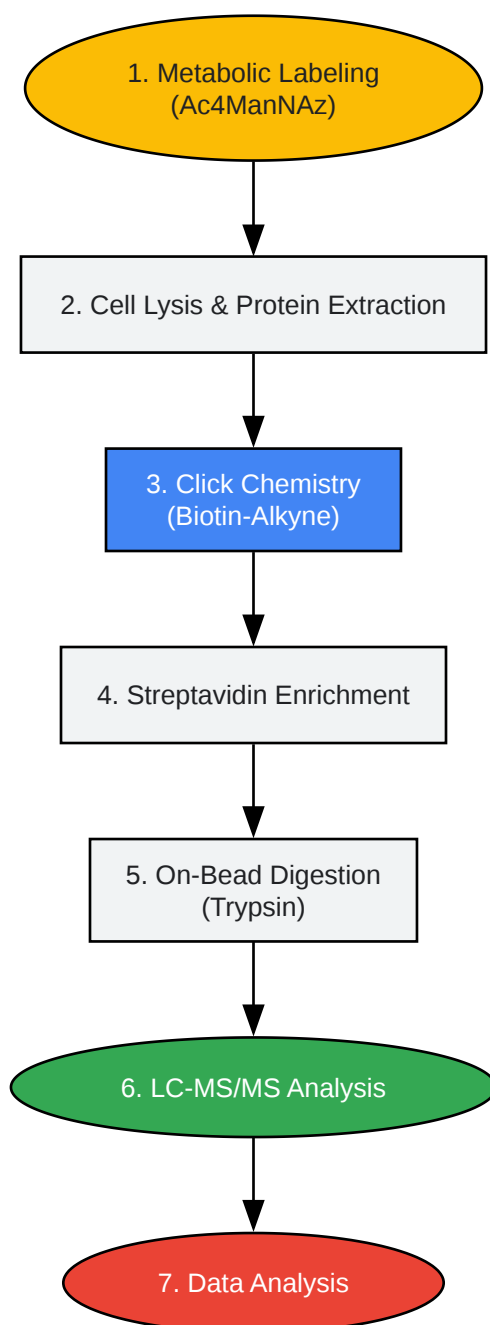 1. Metabolic Labeling
(Ac4ManNAz)
2. Cell Lysis & Protein Extraction
3. Click Chemistry
(Biotin-Alkyne)
4. Streptavidin Enrichment
5. On-Bead Digestion
(Trypsin)
6. LC-MS/MS Analysis
7. Data Analysis